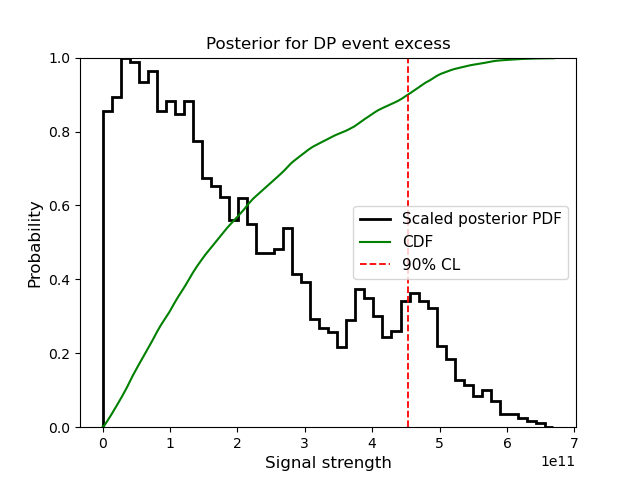 Posterior for DP event excess
Probability
1.0
0.8
0.6
0.4
0.2
0.0
Scaled posterior PDF
CDF
90% CL
0 1 2 3 4 5 6 7
1e11
Signal strength